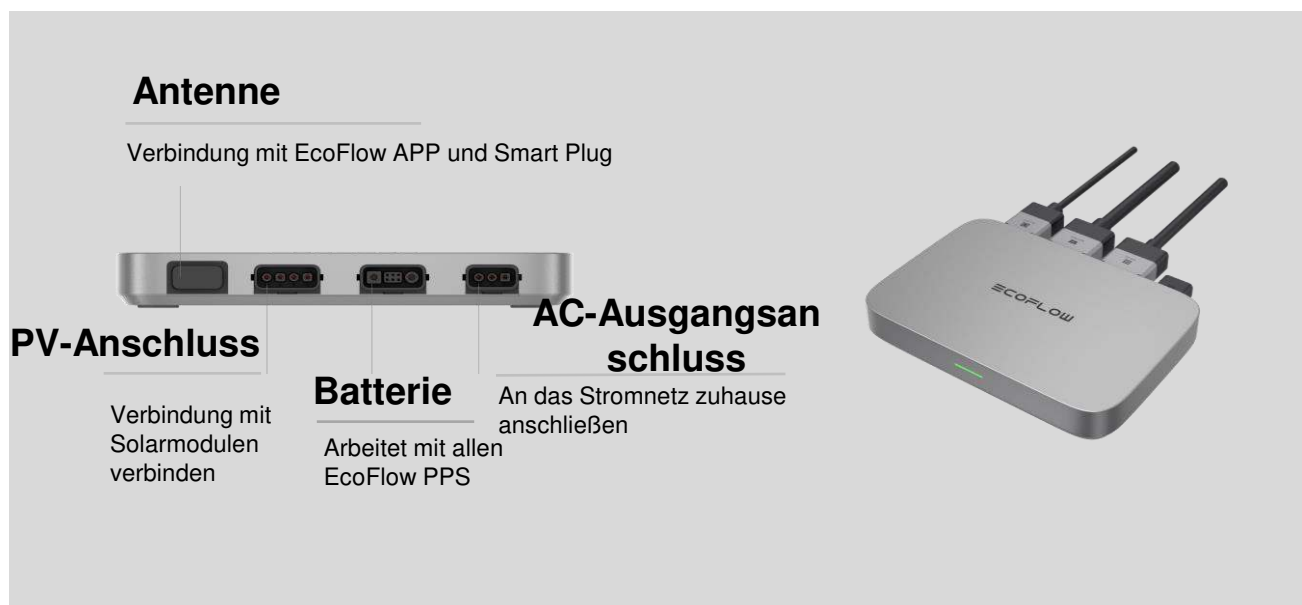 Antenne
Verbindung mit EcoFlow APP und Smart Plug
PV-Anschluss
Verbindung mit
Solarmodulen
verbinden
Batterie
Arbeitet mit allen
EcoFlow PPS
AC-Ausgangsan
schluss
An das Stromnetz zuhause
anschließen
ECOFLOW